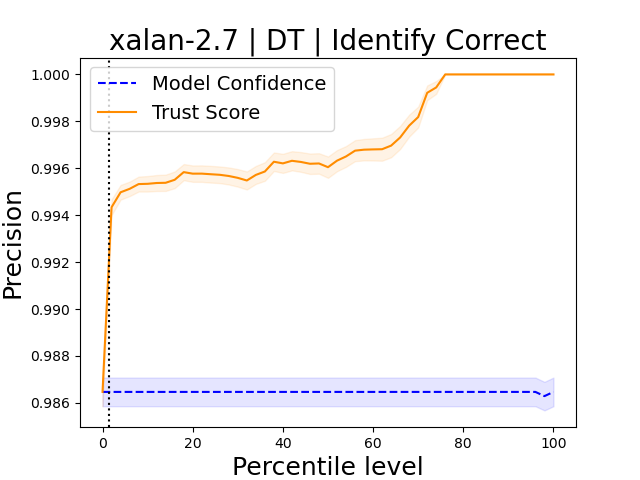 xalan-2.7 | DT | Identify Correct
Model Confidence
Trust Score
Precision
1.000
0.998
0.996
0.994
0.992
0.990
0.988
0.986
0
20
40
60
80
100
Percentile level